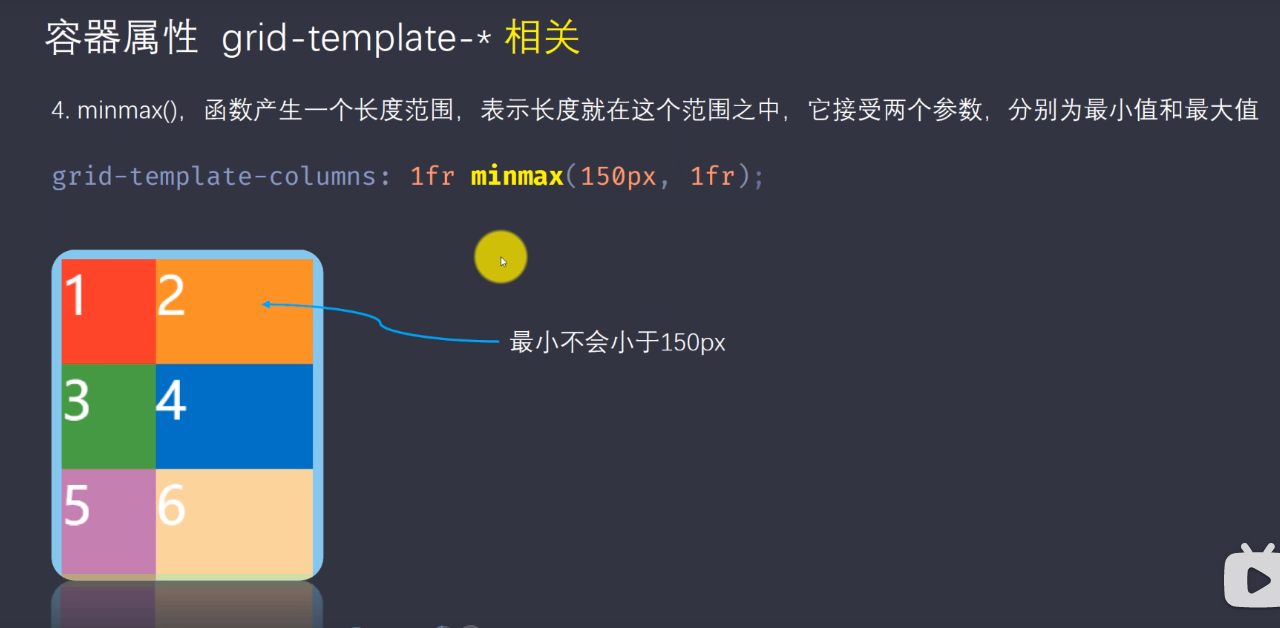 容器属性 grid-template-* 相关
4. minmax(), 函数产生一个长度范围, 表示长度就在这个范围之中, 它接受两个参数, 分别为最小值和最大值
grid-template-columns: 1fr minmax(150px, 1fr);
1 2
最小不会小于150px
3 4
5 6